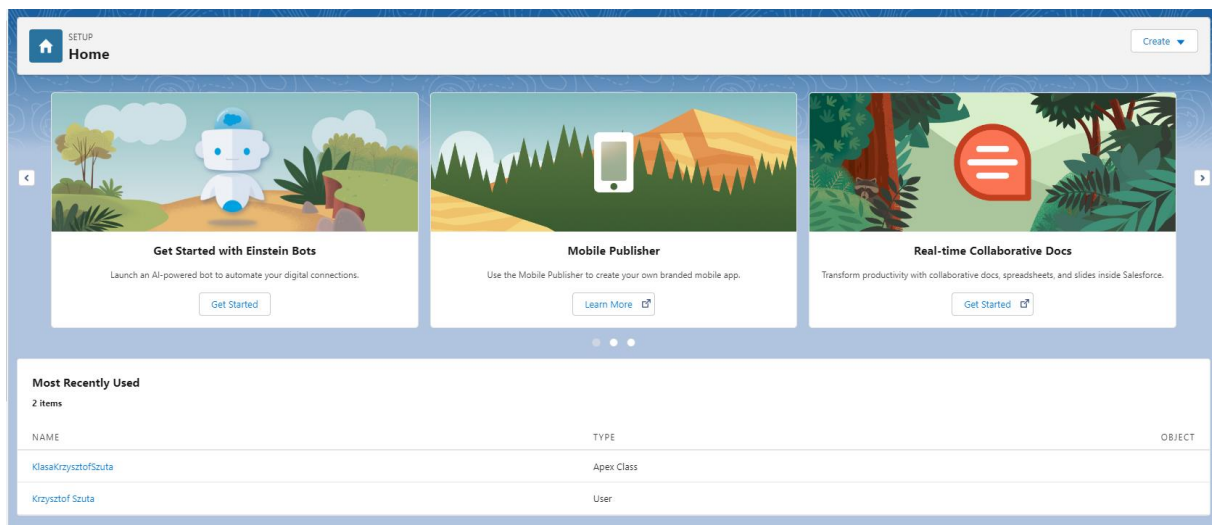 SETUP
Home
Create
Get Started with Einstein Bots
Launch an AI-powered bot to automate your digital connections.
Get Started
Mobile Publisher
Use the Mobile Publisher to create your own branded mobile app.
Learn More
Real-time Collaborative Docs
Transform productivity with collaborative docs, spreadsheets, and slides inside Salesforce.
Get Started
Most Recently Used
2 items
NAME TYPE OBJECT
KlasaKrzysztofSzuta Apex Class
Krzysztof Szuta User